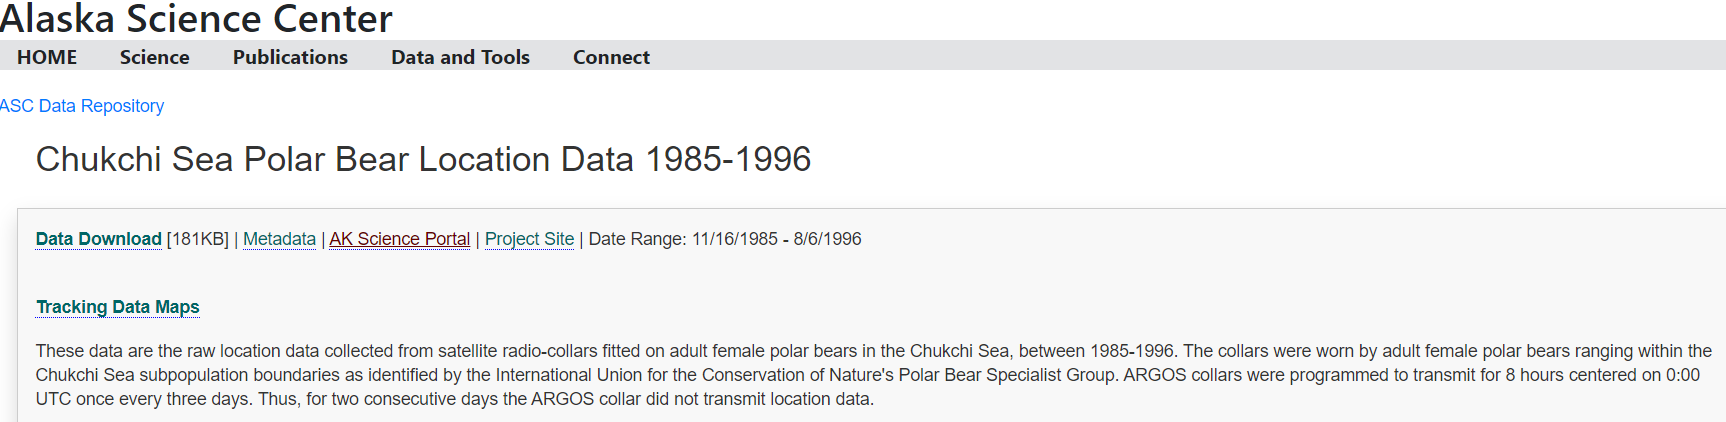 Alaska Science Center
HOME Science Publications Data and Tools Connect
ASC Data Repository
Chukchi Sea Polar Bear Location Data 1985-1996
Data Download [181KB] | Metadata | AK Science Portal | Project Site | Date Range: 11/16/1985 - 8/6/1996
Tracking Data Maps
These data are the raw location data collected from satellite radio-collars fitted on adult female polar bears in the Chukchi Sea, between 1985-1996. The collars were worn by adult female polar bears ranging within the
Chukchi Sea subpopulation boundaries as identified by the International Union for the Conservation of Nature's Polar Bear Specialist Group. ARGOS collars were programmed to transmit for 8 hours centered on 0:00
UTC once every three days. Thus, for two consecutive days the ARGOS collar did not transmit location data.